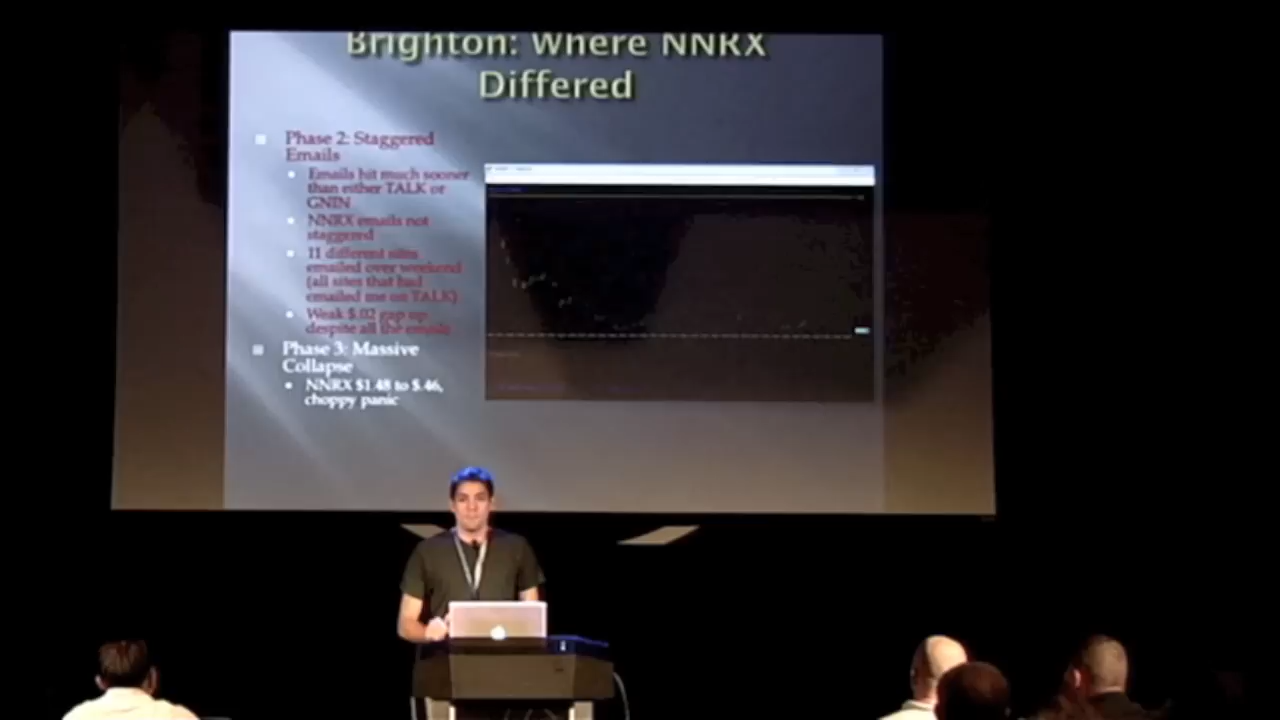 Brighton: Where NNRX
Differed
Phase 2: Staggered
Emails
Emails hit much sooner
than either TALK or
GNIN
NNRX emails not
staggered
11 different sites
emailed over weekend
(all sites that had
emailed me on TALK)
Weak $.02 gap up
despite all the emails
Phase 3: Massive
Collapse
NNRX $1.48 to $.46,
choppy panic